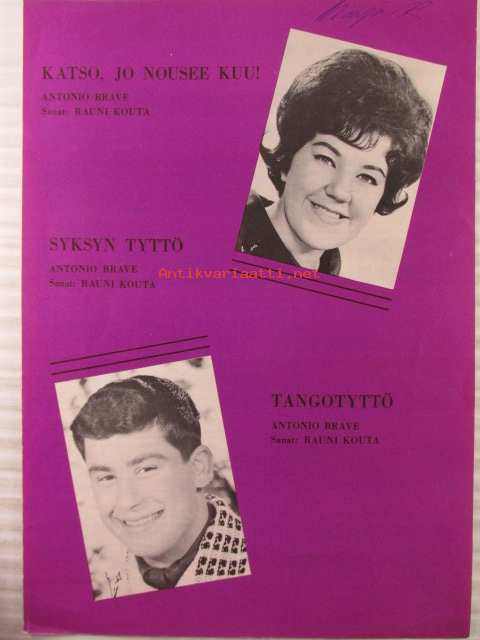 KATSO, JO NOUSEE KUU!
ANTONIO BRAVE
Sanat: RAUNI KOUTA
SYKSYN TYTTÖ
ANTONIO BRAVE
Sanat: RAUNI KOUTA
Antikvariaatti.net
TANGOTYTTÖ
ANTONIO BRAVE
Sanat: RAUNI KOUTA